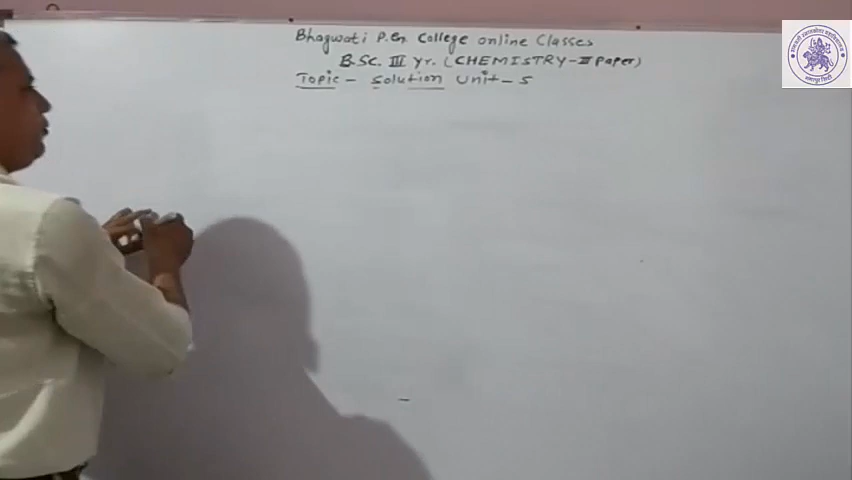 Bhagwati P.G. College online Classes
B.SC. III yr. (CHEMISTRY-III Paper)
Topic - Solution Unit-5